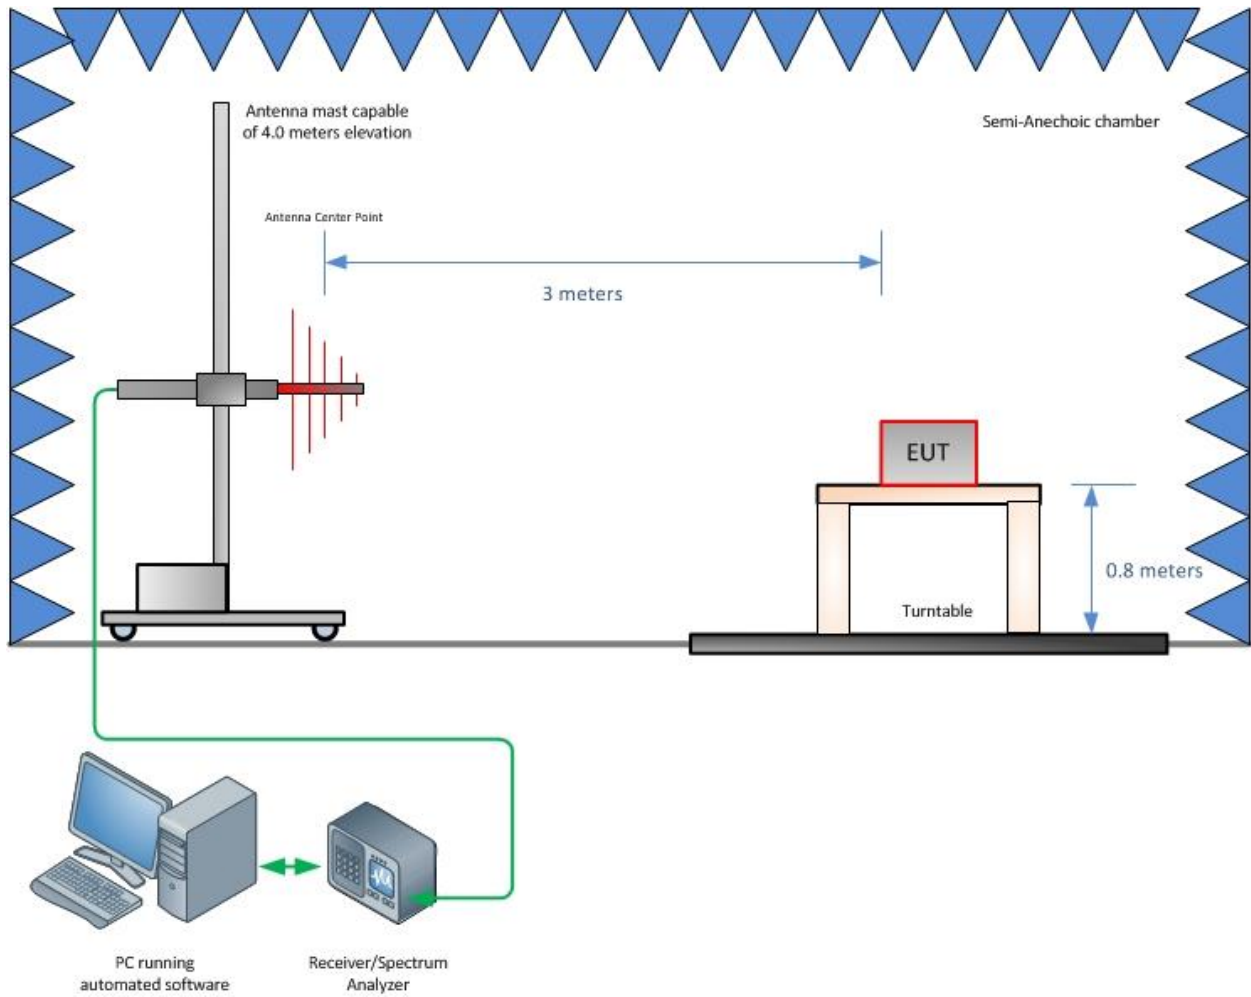 Antenna mast capable
of 4.0 meters elevation
Semi-Anechoic chamber
Antenna Center Point
3 meters
EUT
0.8 meters
Turntable
PC running
automated software
Receiver/Spectrum
Analyzer